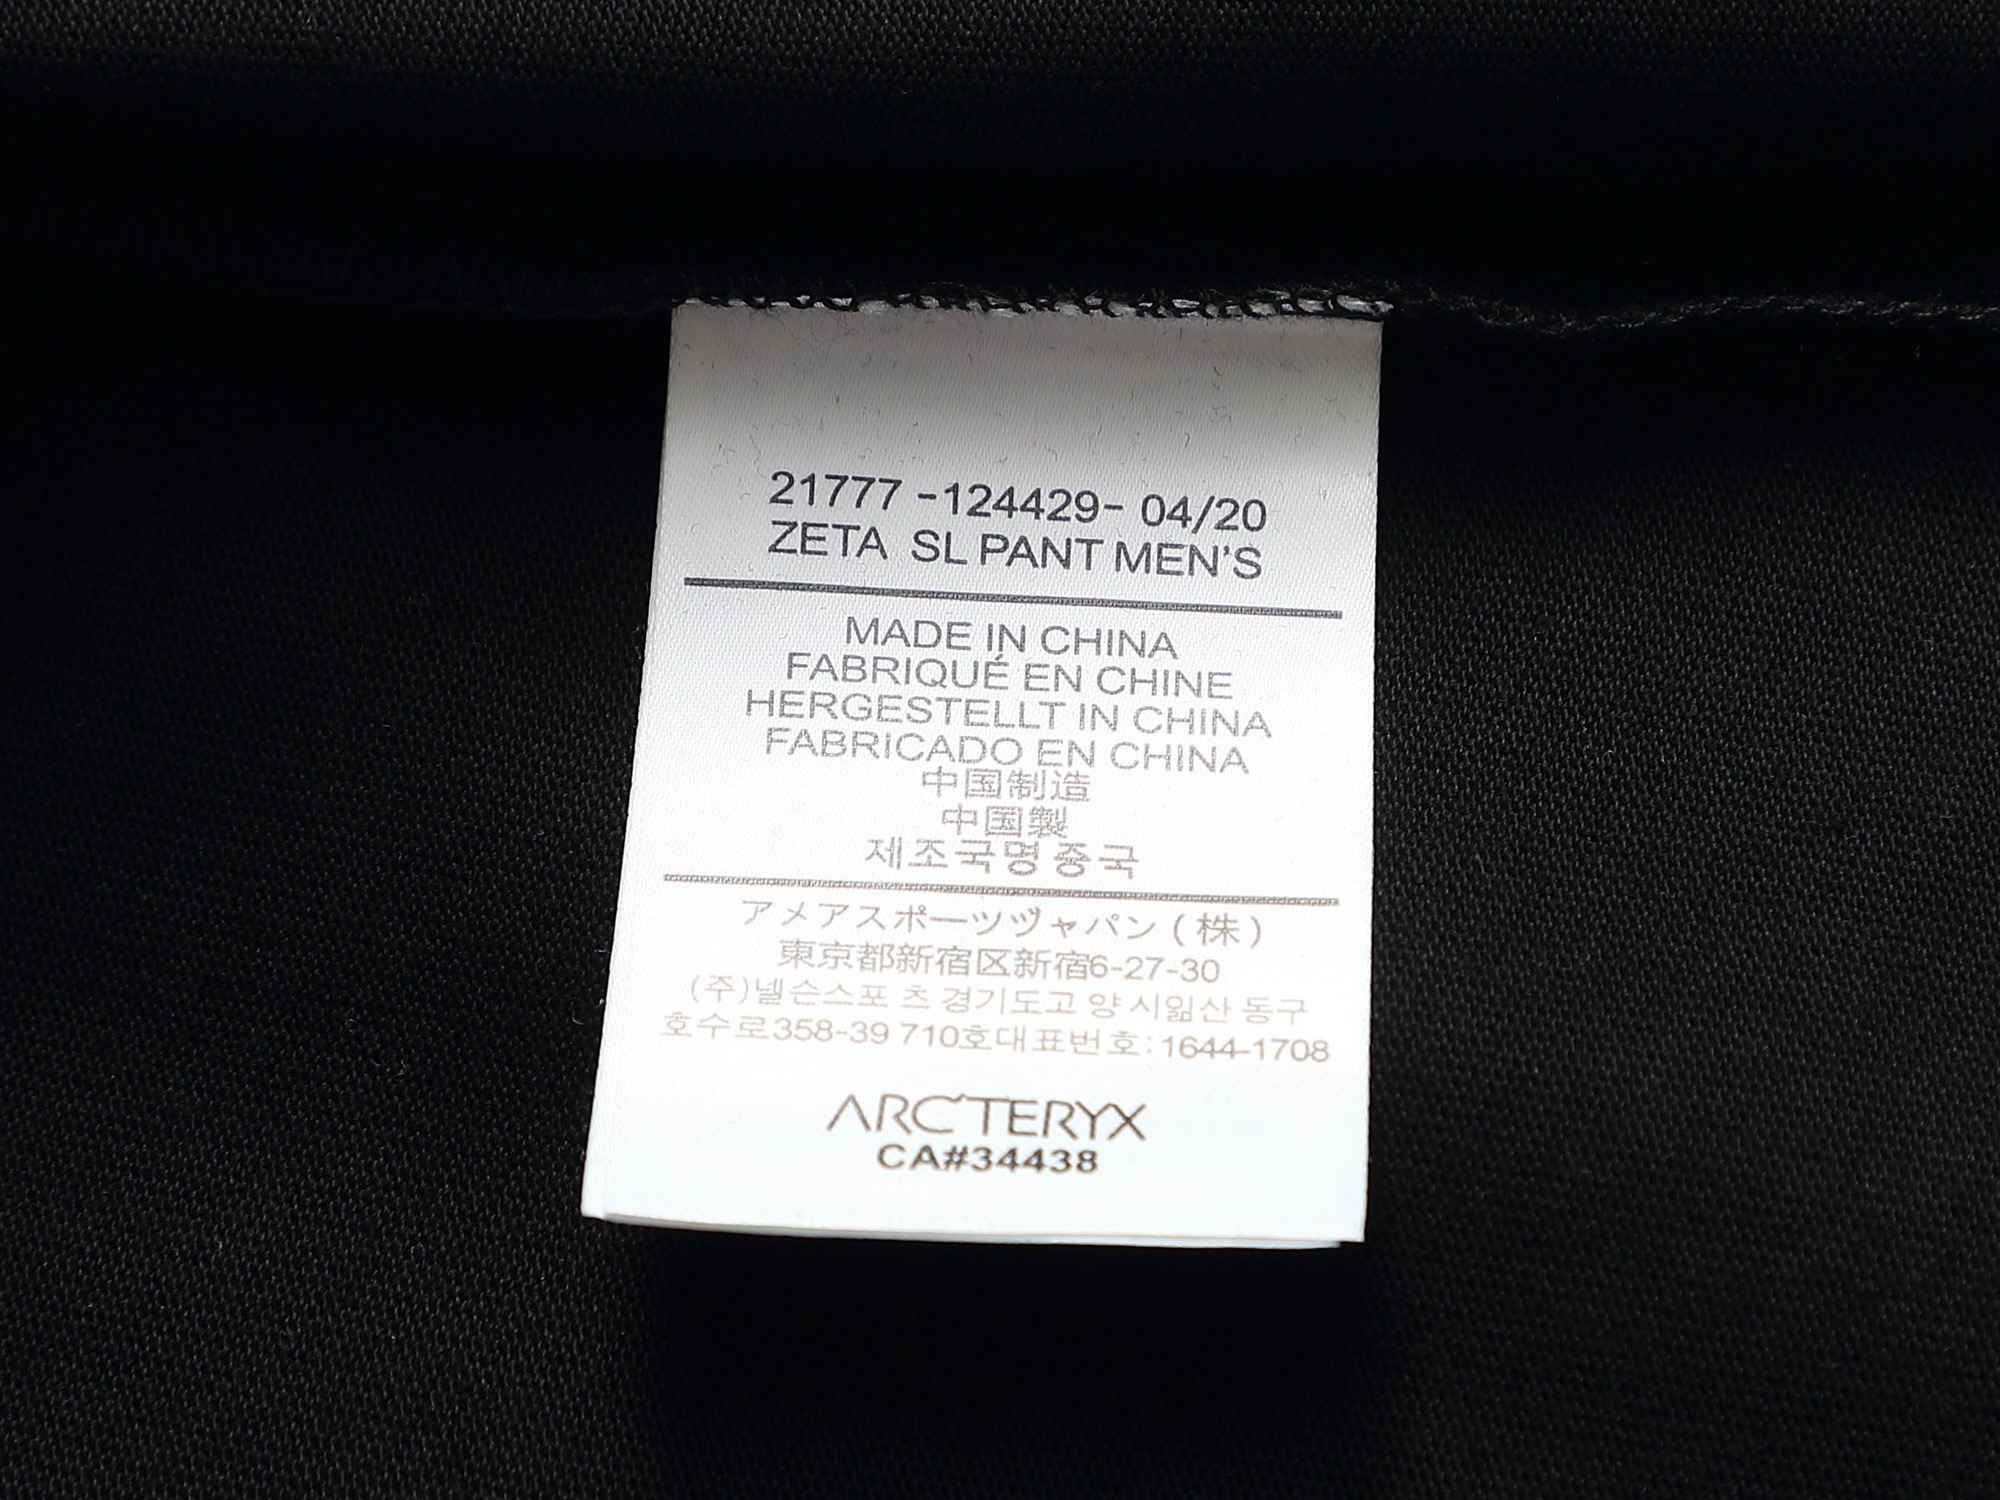 21777 -124429- 04/20
ZETA SL PANT MEN'S
MADE IN CHINA
FABRIQUÉ EN CHINE
HERGESTELLT IN CHINA
FABRICADO EN CHINA
中国制造
中国製
제조국명 중국
アメアスポーツヅャパン (株)
東京都新宿区新宿6-27-30
(주)넬슨스포 츠 경기도고 양 시일산 동구
호수로358-39 710호대표번호:1644-1708
ARC'TERYX
CA#34438